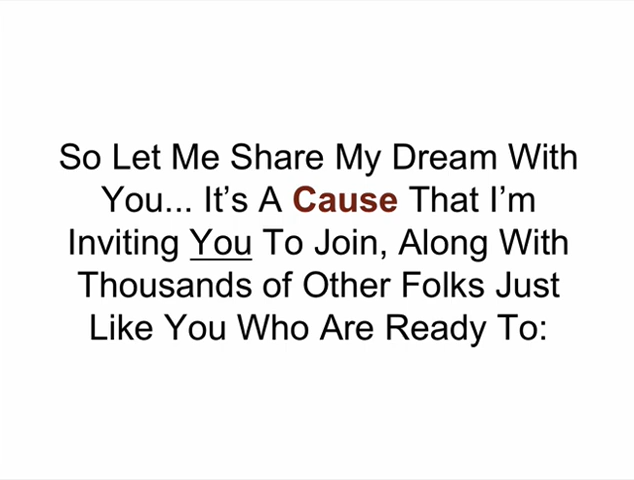 So Let Me Share My Dream With
You... It’s A Cause That I’m
Inviting You To Join, Along With
Thousands of Other Folks Just
Like You Who Are Ready To: